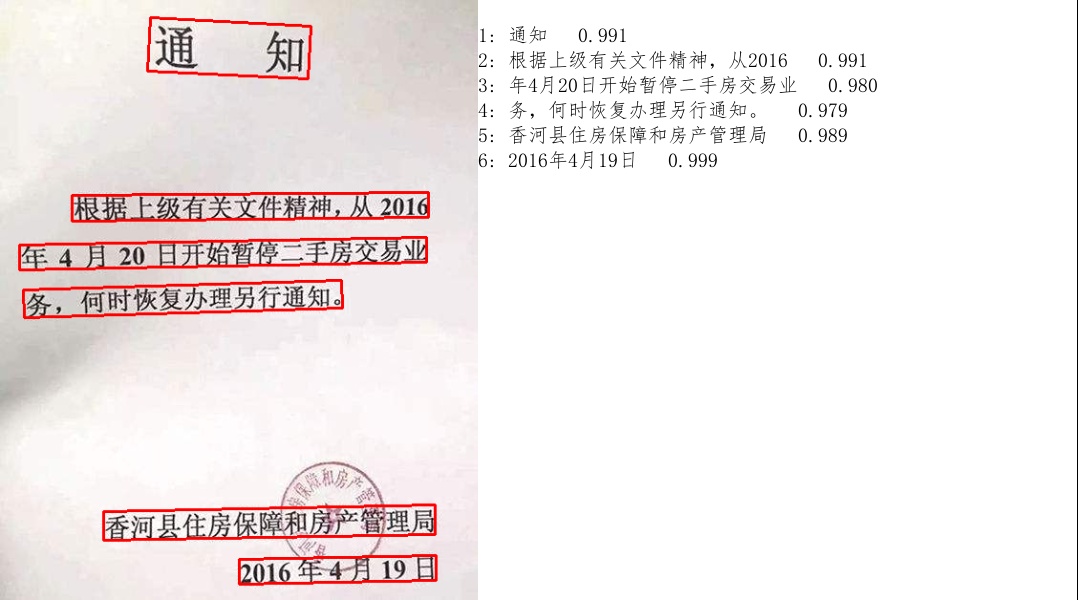 通 知
根据上级有关文件精神，从 2016
年 4 月 20 日开始暂停二手房交易业
务，何时恢复办理另行通知。
香河县住房保障和房产管理局
2016 年 4 月 19 日
1: 通知 0.991
2: 根据上级有关文件精神，从2016 0.991
3: 年4月20日开始暂停二手房交易业 0.980
4: 务，何时恢复办理另行通知。 0.979
5: 香河县住房保障和房产管理局 0.989
6: 2016年4月19日 0.999